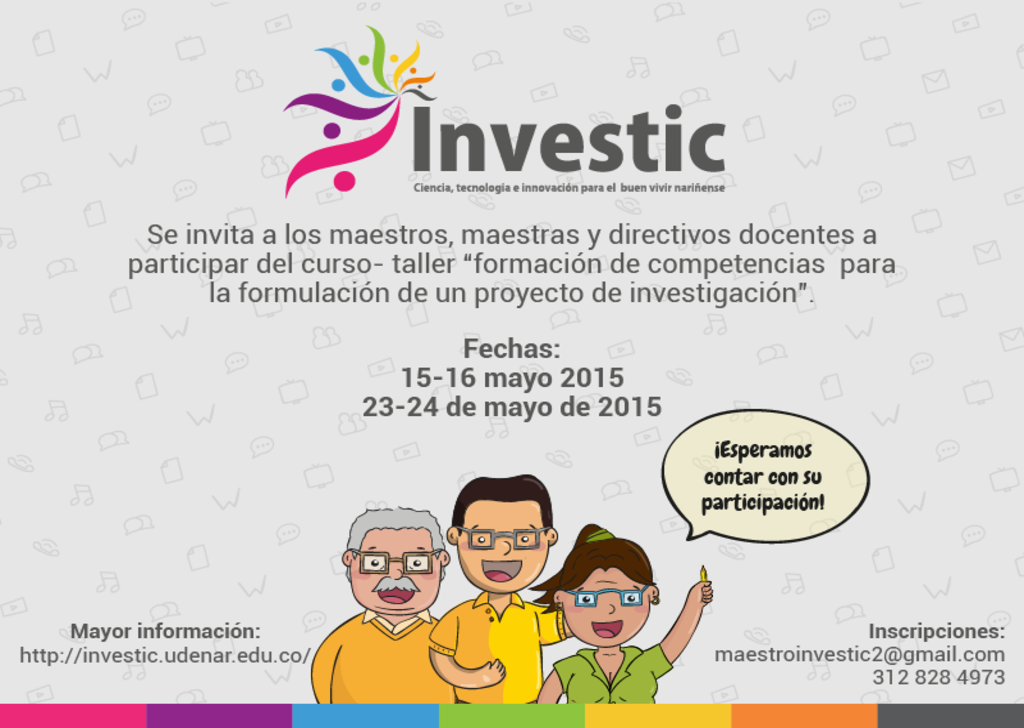 Investic
Ciencia, tecnología e innovación para el buen vivir nariñense
Se invita a los maestros, maestras y directivos docentes a
participar del curso- taller “formación de competencias para
la formulación de un proyecto de investigación”.
Fechas:
15-16 mayo 2015
23-24 de mayo de 2015
¡Esperamos
contar con su
participación!
Mayor información:
http://investic.udenar.edu.co/
Inscripciones:
maestroinvestic2@gmail.com
312 828 4973